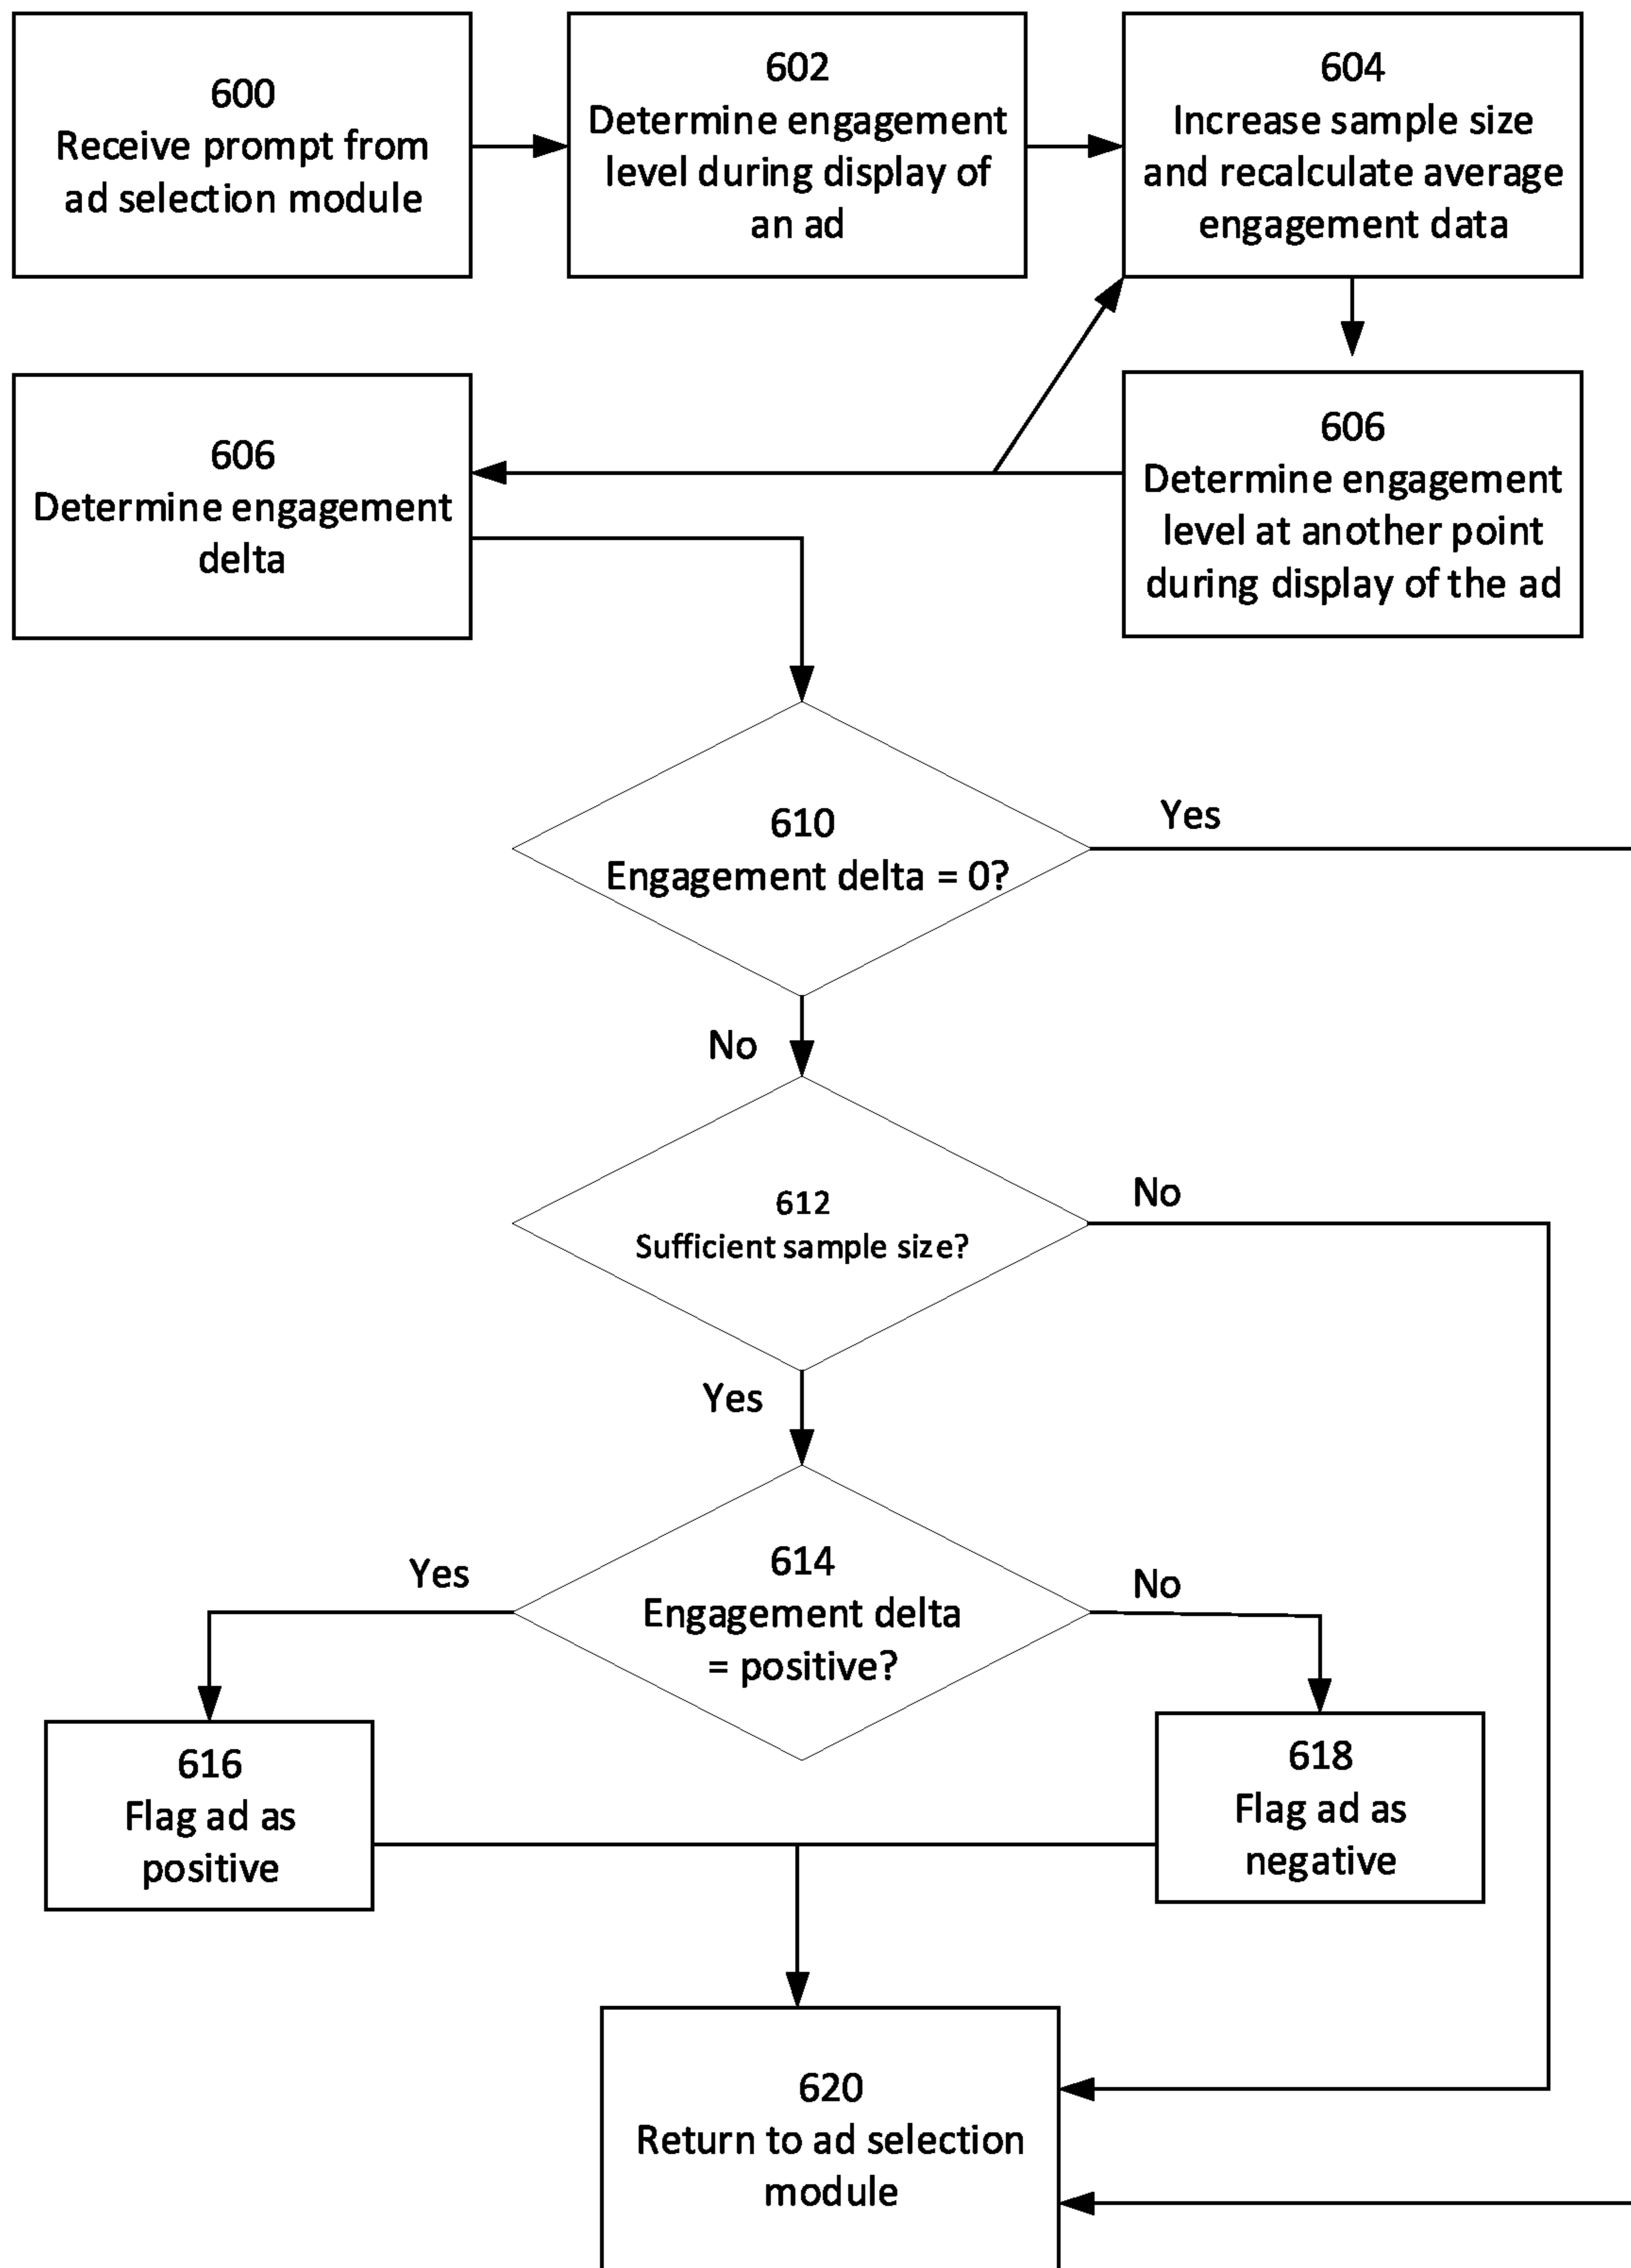 600
Receive prompt from
ad selection module
602
Determine engagement
level during display of
an ad
604
Increase sample size
and recalculate average
engagement data
606
Determine engagement
delta
606
Determine engagement
level at another point
during display of the ad
610
Engagement delta = 0?
Yes
No
612
Sufficient sample size?
No
Yes
614
Engagement delta
= positive?
Yes
No
616
Flag ad as
positive
618
Flag ad as
negative
620
Return to ad selection
module